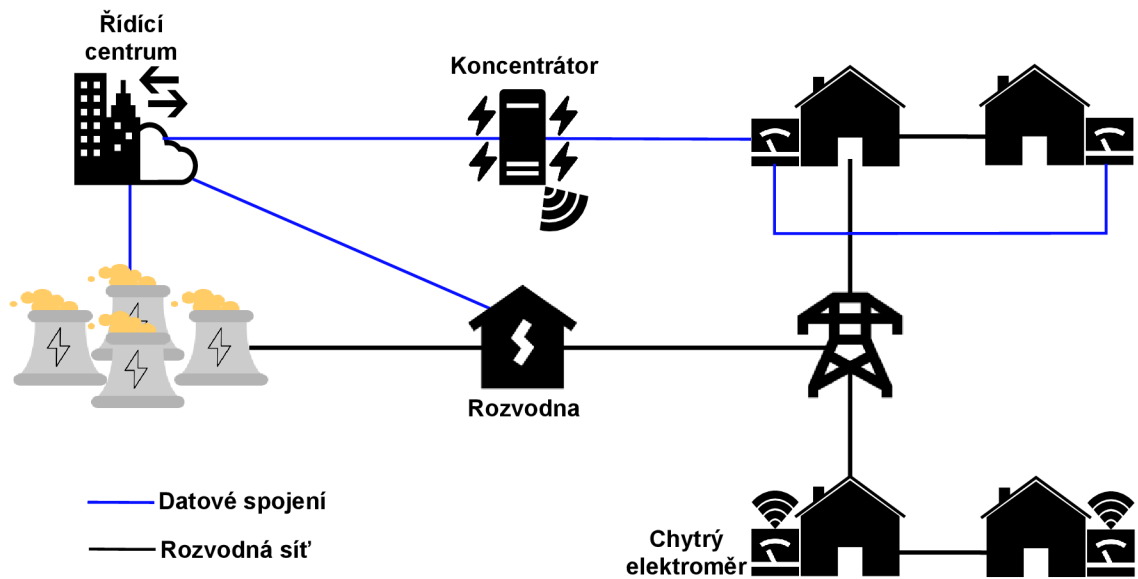 Řídící
centrum
Koncentrátor
Rozvodna
Datové spojení
Rozvodná síť
Chytrý
elektroměr